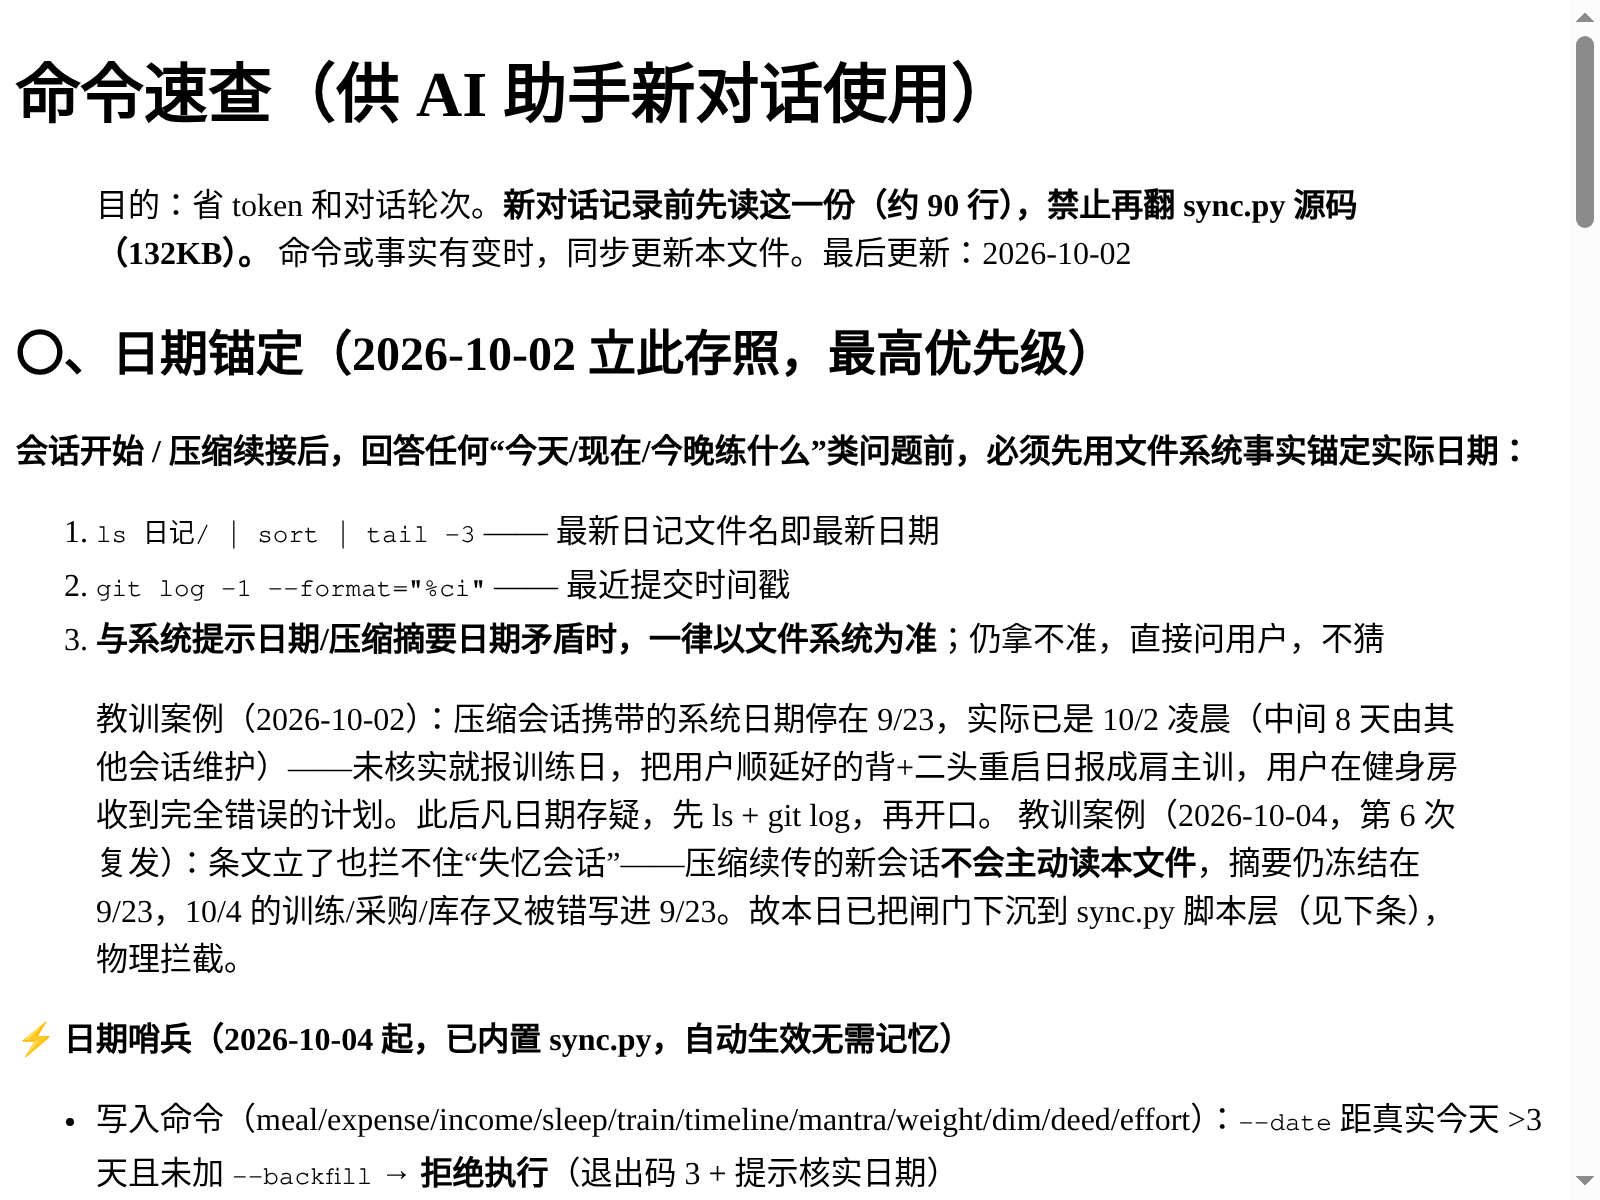 命令速查（供 AI 助手新对话使用）
目的：省 token 和对话轮次。新对话记录前先读这一份（约 90 行），禁止再翻 sync.py 源码
（132KB）。 命令或事实有变时，同步更新本文件。最后更新：2026-10-02
〇、日期锚定（2026-10-02 立此存照，最高优先级）
会话开始 / 压缩续接后，回答任何“今天/现在/今晚练什么”类问题前，必须先用文件系统事实锚定实际日期：
1. ls 日记/ | sort | tail -3 —— 最新日记文件名即最新日期
2. git log -1 --format="%ci" —— 最近提交时间戳
3. 与系统提示日期/压缩摘要日期矛盾时，一律以文件系统为准；仍拿不准，直接问用户，不猜
教训案例（2026-10-02）：压缩会话携带的系统日期停在 9/23，实际已是 10/2 凌晨（中间 8 天由其
他会话维护）——未核实就报训练日，把用户顺延好的背+二头重启日报成肩主训，用户在健身房
收到完全错误的计划。此后凡日期存疑，先 ls + git log，再开口。 教训案例（2026-10-04，第 6 次
复发）：条文立了也拦不住“失忆会话”——压缩续传的新会话不会主动读本文件，摘要仍冻结在
9/23，10/4 的训练/采购/库存又被错写进 9/23。故本日已把闸门下沉到 sync.py 脚本层（见下条），
物理拦截。
⚡ 日期哨兵（2026-10-04 起，已内置 sync.py，自动生效无需记忆）
• 写入命令（meal/expense/income/sleep/train/timeline/mantra/weight/dim/deed/effort）：--date 距真实今天 >3
天且未加 --backfill → 拒绝执行（退出码 3 + 提示核实日期）